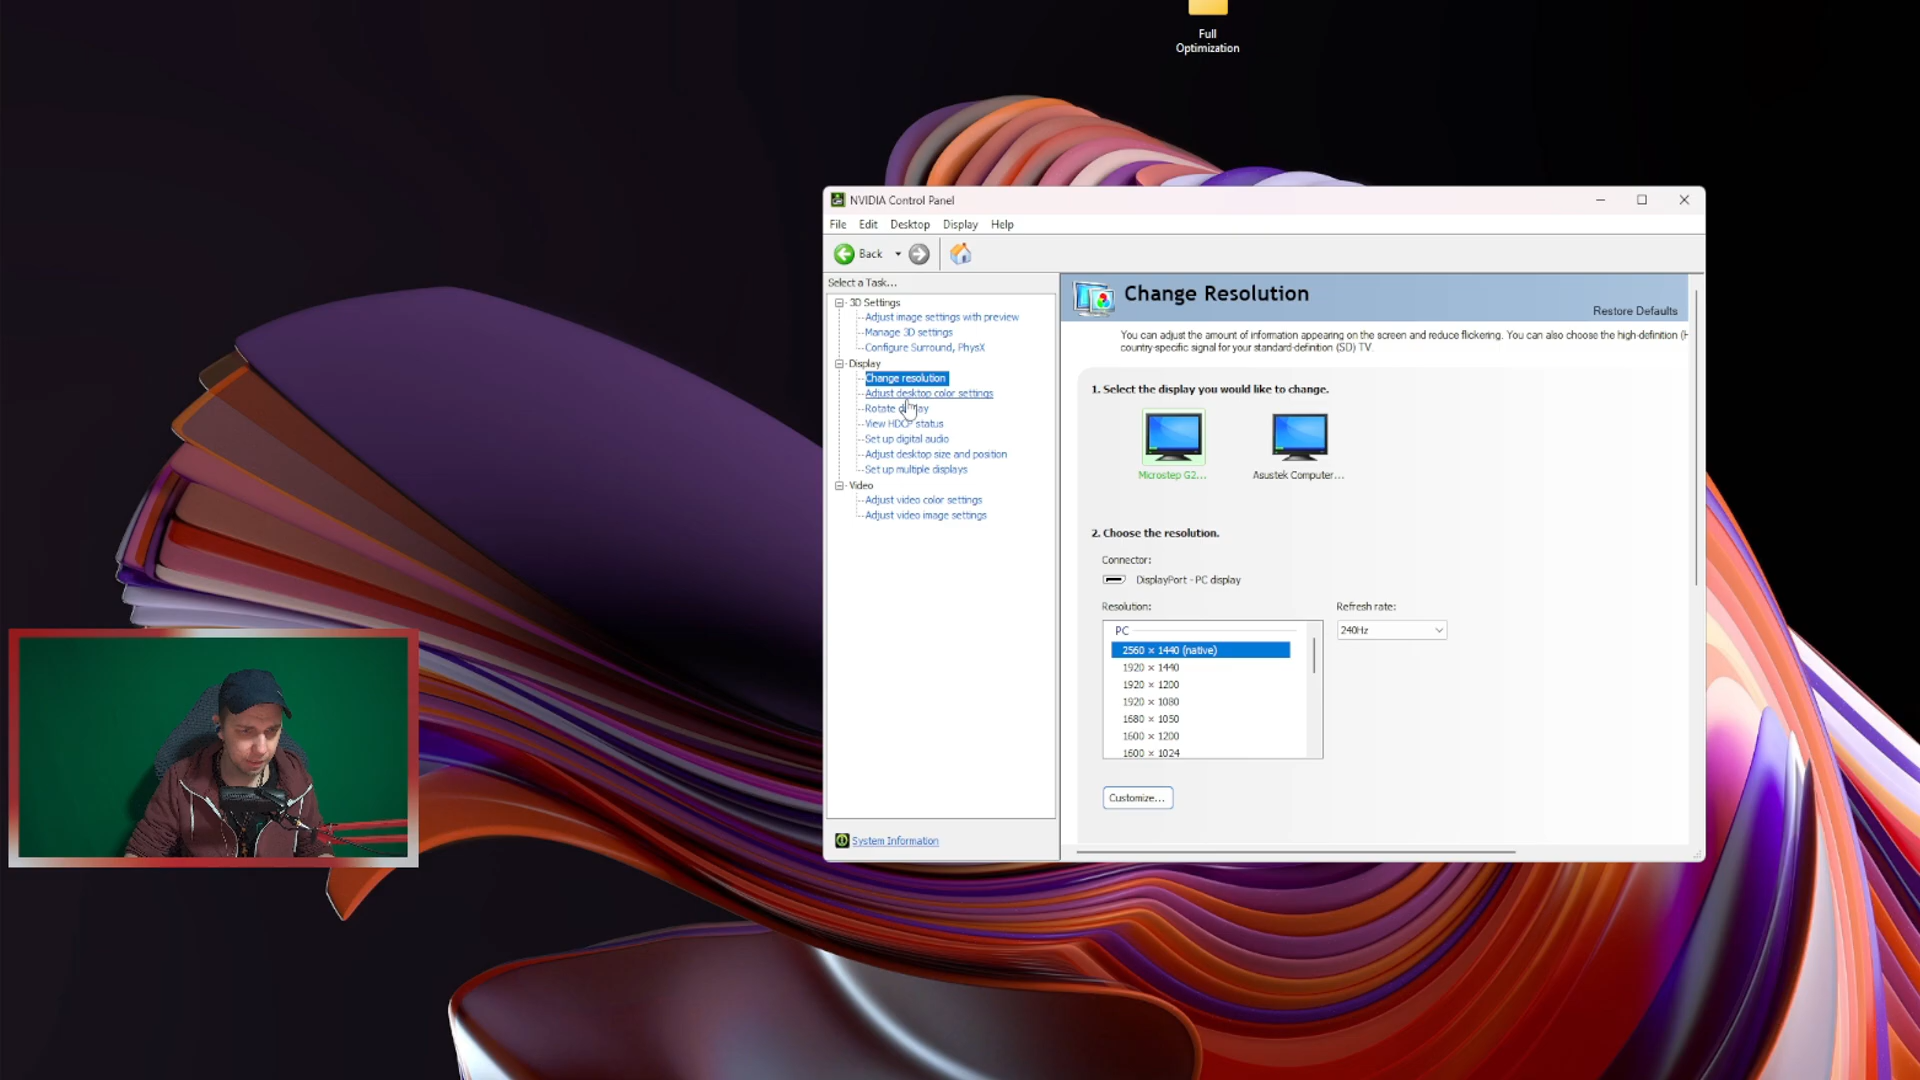 Full
Optimization
NVIDIA Control Panel
File Edit Desktop Display Help
Back
Select a Task...
3D Settings
Adjust image settings with preview
Manage 3D settings
Configure Surround, PhysX
Display
Change resolution
Adjust desktop color settings
Rotate display
View HDCP status
Set up digital audio
Adjust desktop size and position
Set up multiple displays
Video
Adjust video color settings
Adjust video image settings
System Information
Change Resolution
Restore Defaults
You can adjust the amount of information appearing on the screen and reduce flickering. You can also choose the high-definition (H
country-specific signal for your standard-definition (SD) TV.
1. Select the display you would like to change.
Microstep G2...
Asustek Computer...
2. Choose the resolution.
Connector:
DisplayPort - PC display
Resolution:
Refresh rate:
PC
240Hz
2560 × 1440 (native)
1920 × 1440
1920 × 1200
1920 × 1080
1680 × 1050
1600 × 1200
1600 × 1024
Customize...